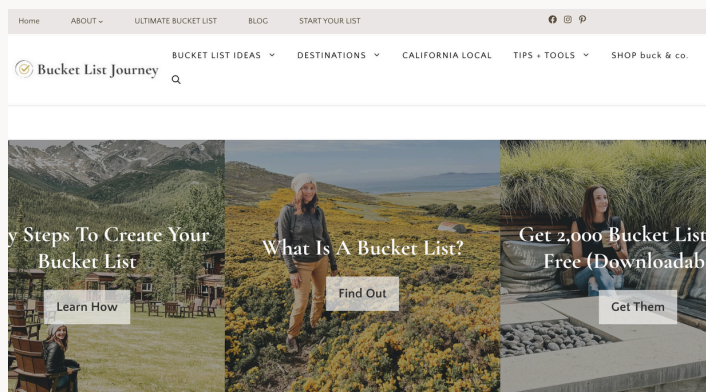 Home ABOUT ULTIMATE BUCKET LIST BLOG START YOUR LIST
Bucket List Journey
BUCKET LIST IDEAS DESTINATIONS CALIFORNIA LOCAL TIPS + TOOLS SHOP buck & co.
y Steps To Create Your
Bucket List
Learn How
What Is A Bucket List?
Find Out
Get 2,000 Bucket List
Free (Downloadab
Get Them